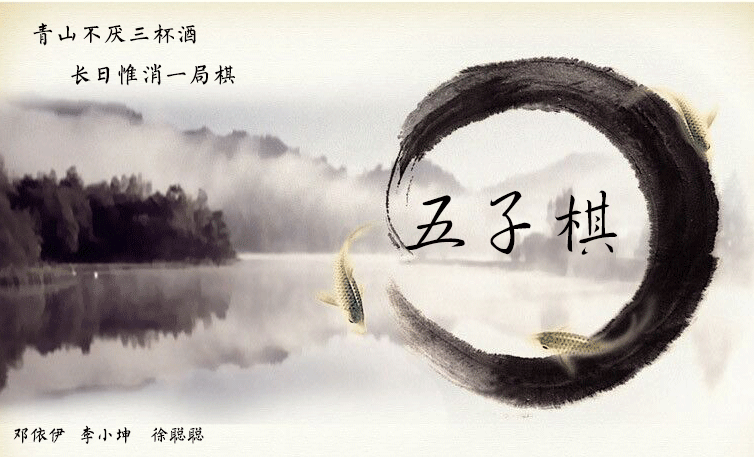 青山不厌三杯酒
长日惟消一局棋
五子棋
邓依伊 李小坤 徐聪聪